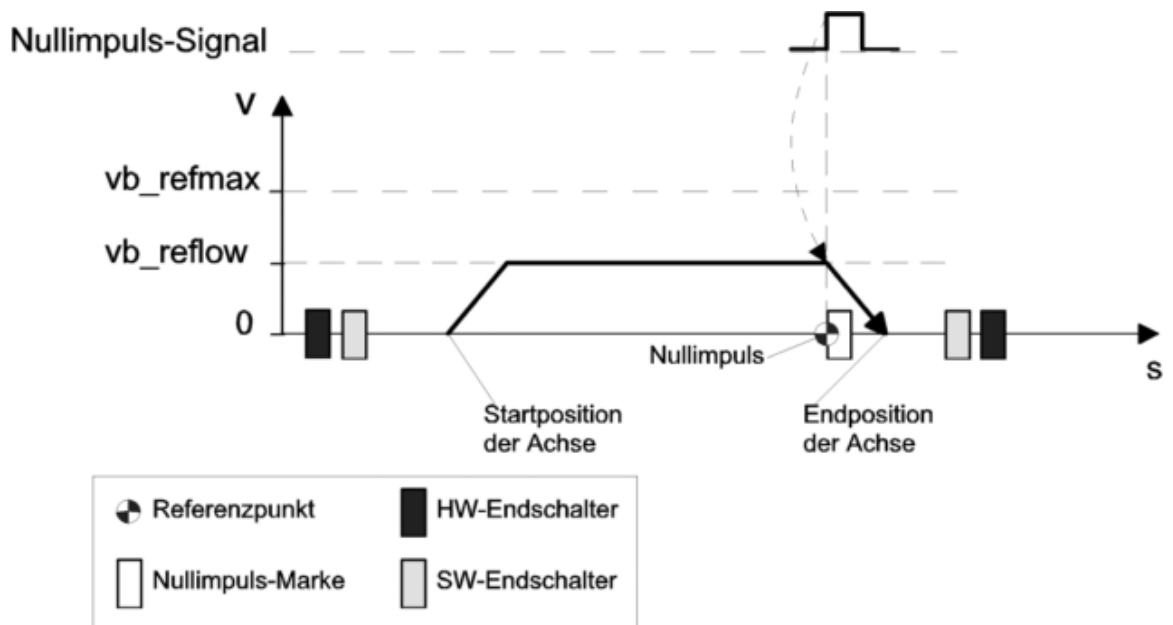 Nullimpuls-Signal
V
vb_refmax
vb_reflow
0
Nullimpuls
s
Startposition
der Achse
Endposition
der Achse
Referenzpunkt
HW-Endschalter
Nullimpuls-Marke
SW-Endschalter